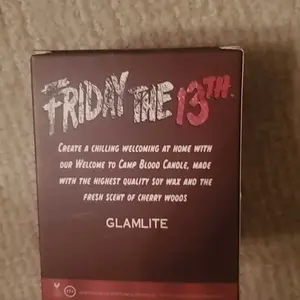 FRIDAY THE 13TH
CREATE A CHILLING WELCOMING AT HOME WITH
OUR WELCOME TO CAMP BLOOD CANDLE, MADE
WITH THE HIGHEST QUALITY SOY WAX AND THE
FRESH SCENT OF CHERRY WOODS
GLAMLITE